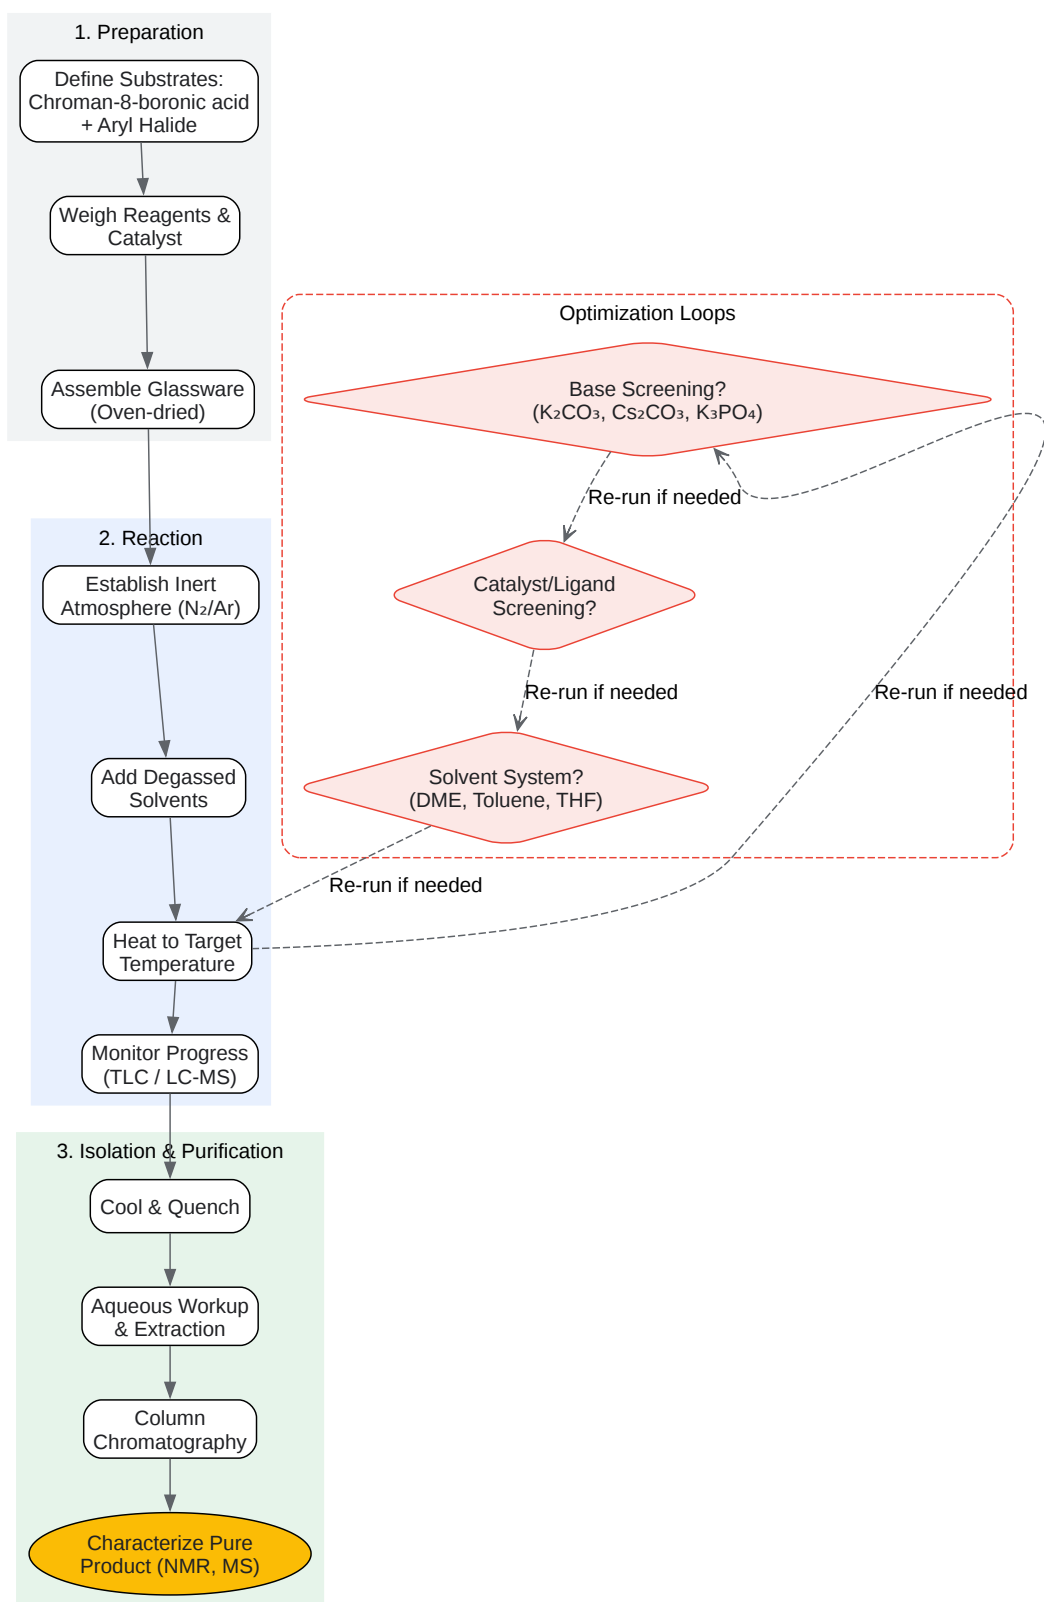 1. Preparation
Define Substrates:
Chroman-8-boronic acid
+ Aryl Halide
Weigh Reagents &
Catalyst
Assemble Glassware
(Oven-dried)
Optimization Loops
Base Screening?
(K₂CO₃, Cs₂CO₃, K₃PO₄)
Re-run if needed
Catalyst/Ligand
Screening?
Re-run if needed
Re-run if needed
Solvent System?
(DME, Toluene, THF)
Re-run if needed
2. Reaction
Establish Inert
Atmosphere (N₂/Ar)
Add Degassed
Solvents
Heat to Target
Temperature
Monitor Progress
(TLC / LC-MS)
3. Isolation & Purification
Cool & Quench
Aqueous Workup
& Extraction
Column
Chromatography
Characterize Pure
Product (NMR, MS)